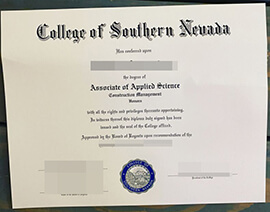 College of Southern Nevada
Has conferred upon
the degree of
Associate of Applied Science
Construction Management
Honors
with all the rights and privileges thereunto appertaining.
In witness thereof this diploma duly signed has been
issued and the seal of the College affixed.
Approved by the Board of Regents upon recommendation of the